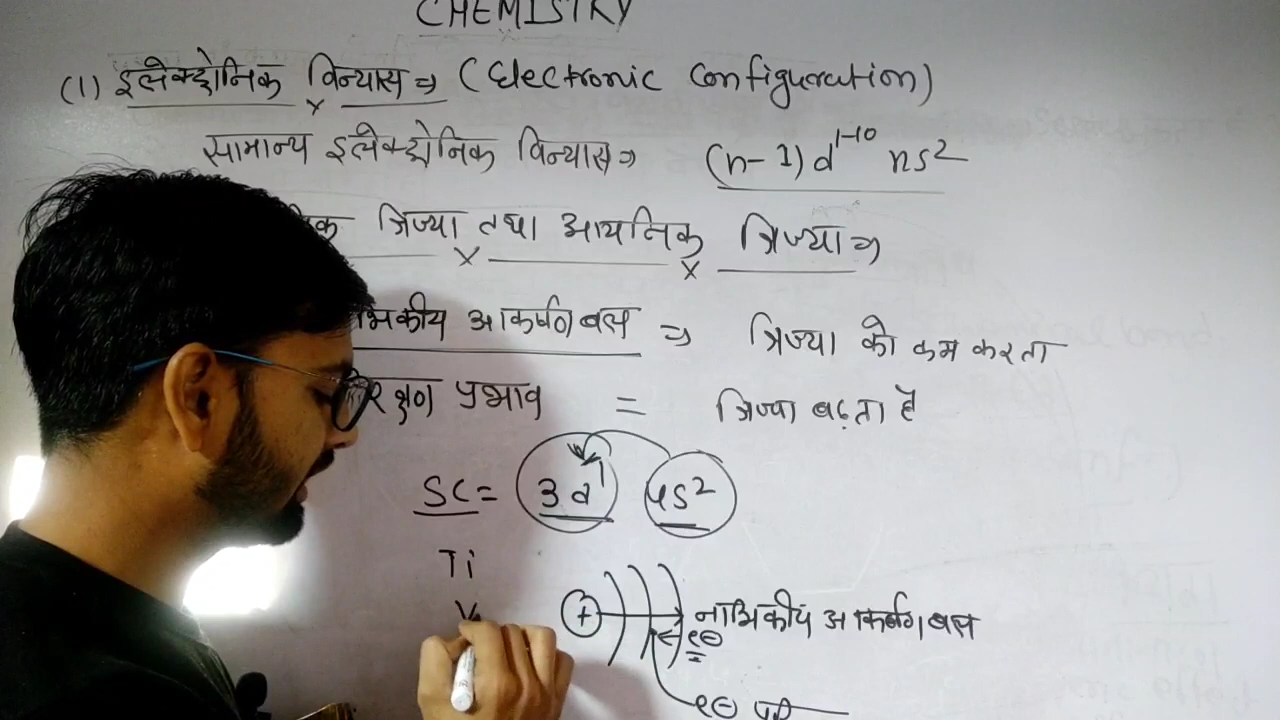 CHEMISTRY
(1) इलेक्ट्रोनिक विन्यास ⇒ (Electronic Configuration)
सामान्य इलेक्ट्रोनिक विन्यास ⇒ (n-1)d¹⁻¹⁰ ns²
त्रिज्या तथा आयनिक त्रिज्या ⇒
आकर्षण बल ⇒ त्रिज्या को कम करता
प्रभाव = त्रिज्या बढ़ता है
SC = 3d¹ 4s²
Ti
V
+ नाभिकीय आकर्षण बल
e⊖
e⊖